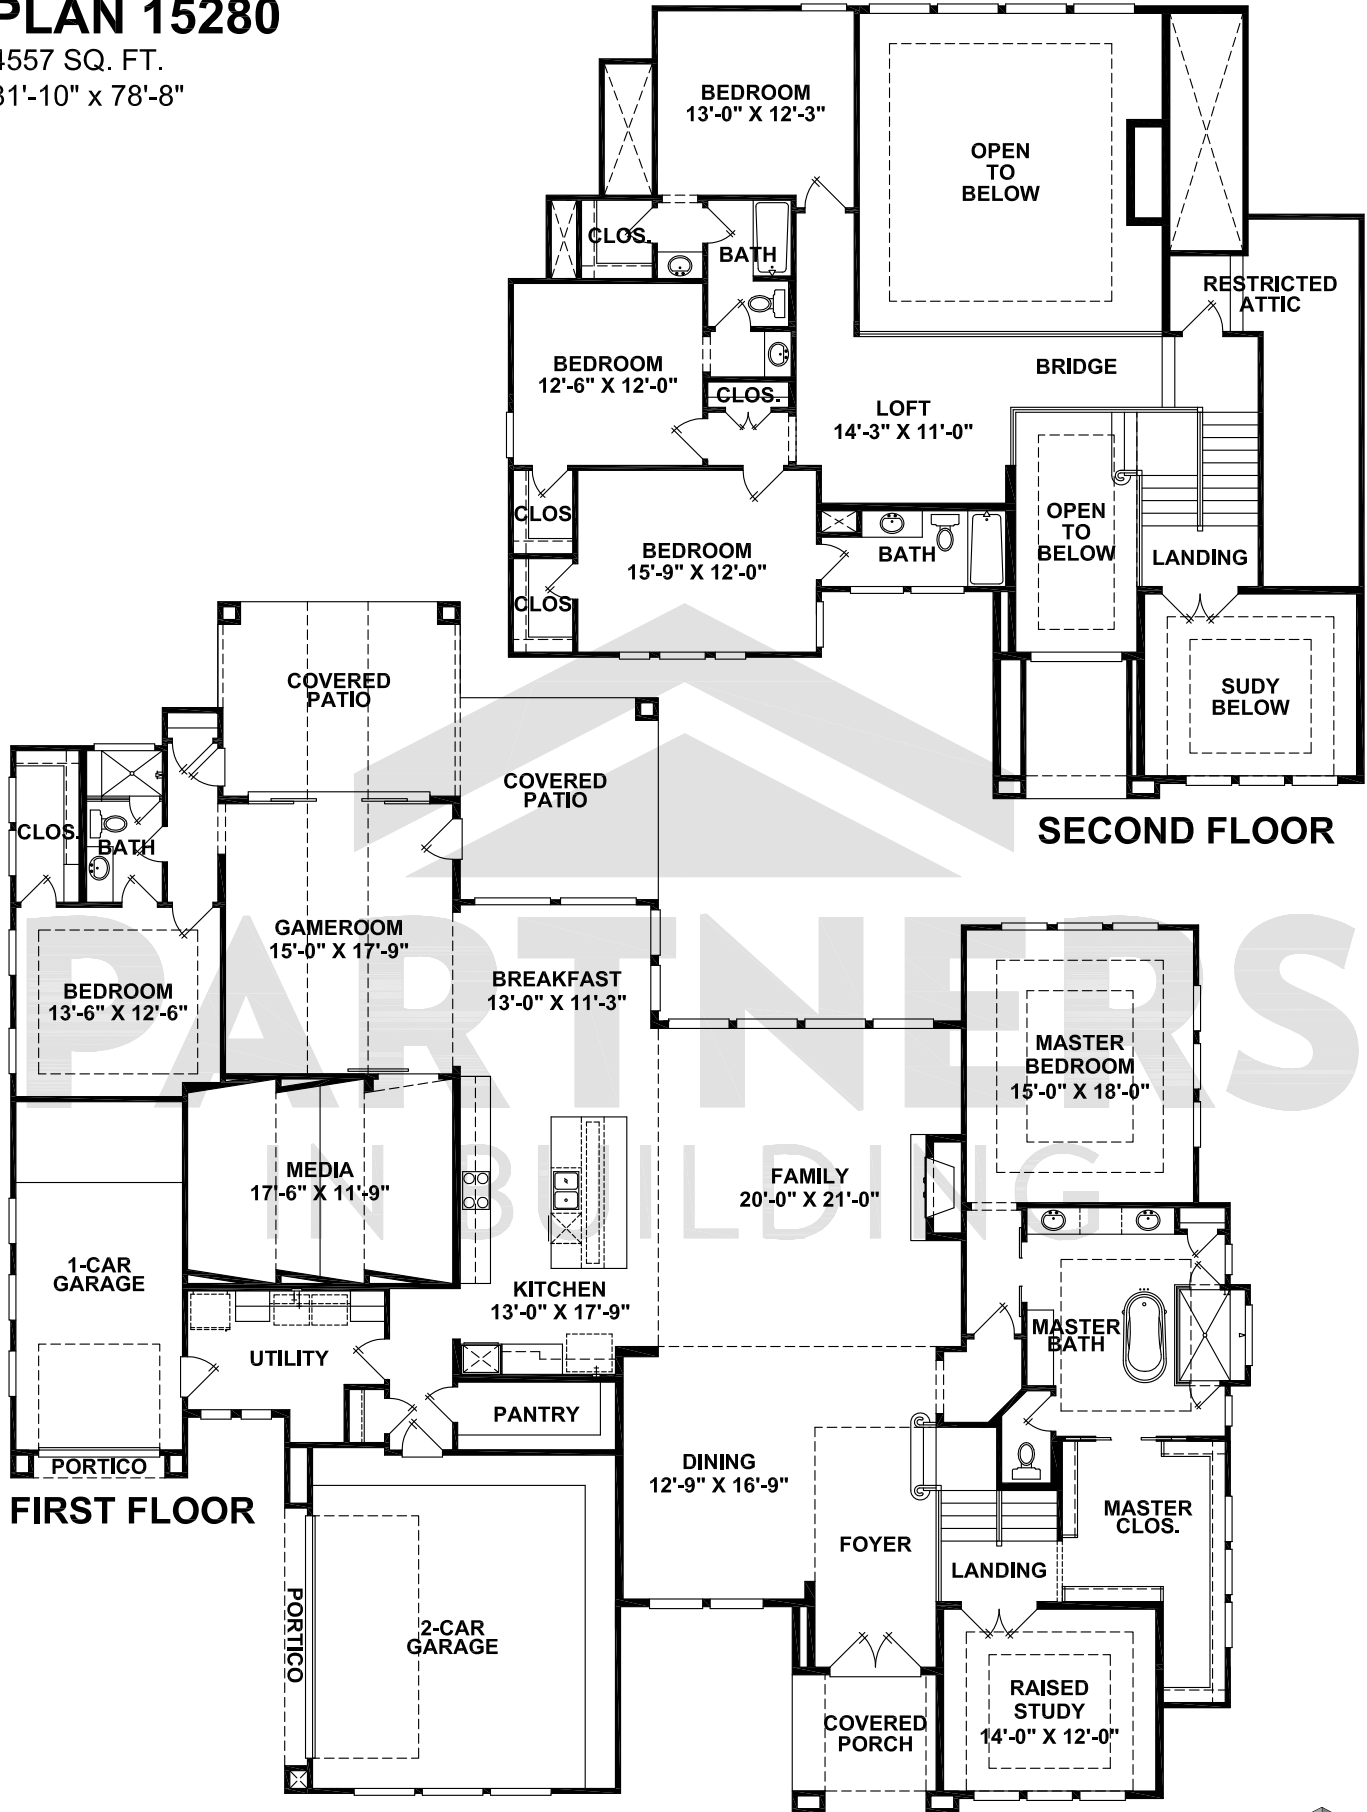 PLAN 15280
4557 SQ. FT.
81'-10" x 78'-8"
BEDROOM
13'-0" X 12'-3"
OPEN
TO
BELOW
CLOS.
BATH
RESTRICTED
ATTIC
BEDROOM
12'-6" X 12'-0"
BRIDGE
CLOS.
LOFT
14'-3" X 11'-0"
CLOS
OPEN
TO
BELOW
BEDROOM
15'-9" X 12'-0"
BATH
LANDING
CLOS
SUDY
BELOW
SECOND FLOOR
COVERED
PATIO
COVERED
PATIO
CLOS.
BATH
GAMEROOM
15'-0" X 17'-9"
BREAKFAST
13'-0" X 11'-3"
BEDROOM
13'-6" X 12'-6"
MASTER
BEDROOM
15'-0" X 18'-0"
PARTNERS
IN BUILDING
MEDIA
17'-6" X 11'-9"
FAMILY
20'-0" X 21'-0"
1-CAR
GARAGE
KITCHEN
13'-0" X 17'-9"
MASTER
BATH
UTILITY
PANTRY
PORTICO
DINING
12'-9" X 16'-9"
FIRST FLOOR
MASTER
CLOS.
FOYER
LANDING
PORTICO
2-CAR
GARAGE
RAISED
STUDY
14'-0" X 12'-0"
COVERED
PORCH